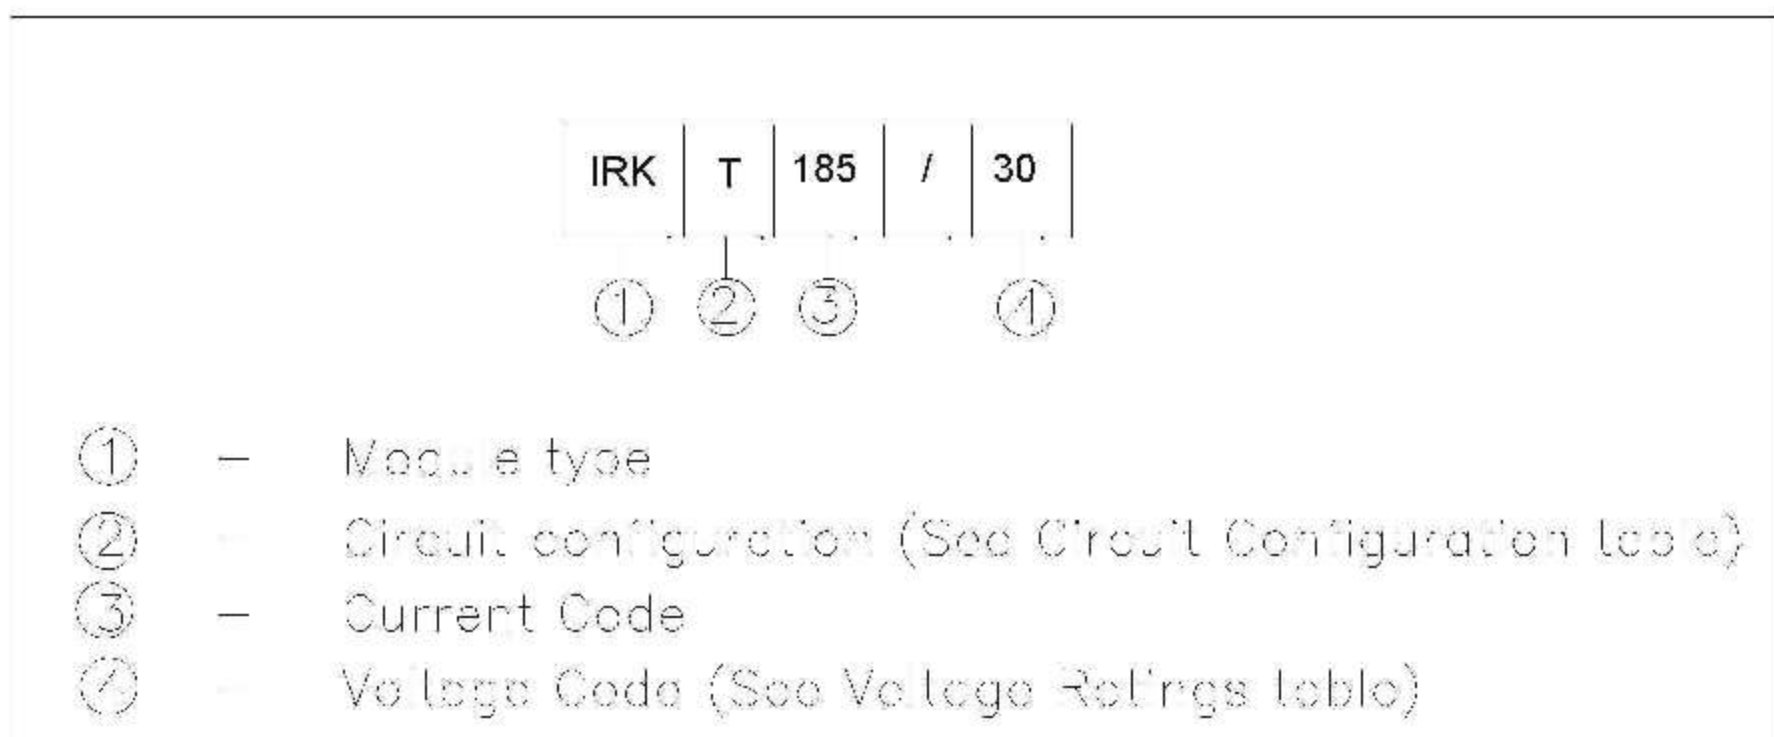 IRK T 185 / 30
① ② ③ ④
① – Module type
② – Circuit configuration (See Circuit Configuration table)
③ – Current Code
④ – Voltage Code (See Voltage Ratings table)